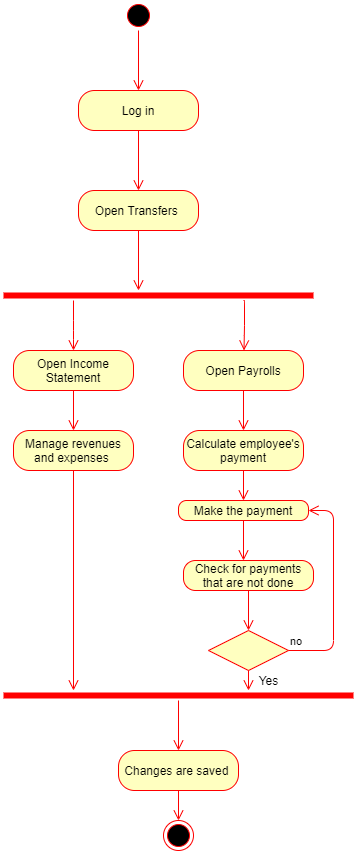 Log in
Open Transfers
Open Income
Statement
Open Payrolls
Manage revenues
and expenses
Calculate employee's
payment
Make the payment
Check for payments
that are not done
no
Yes
Changes are saved